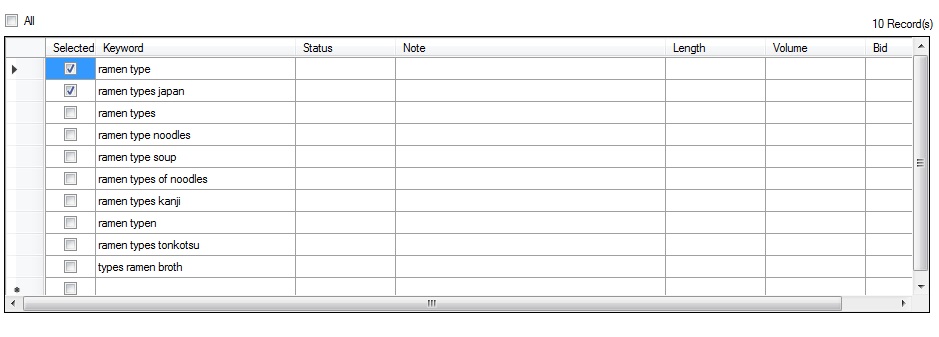 All
10 Record(s)
Selected Keyword Status Note Length Volume Bid
ramen type
ramen types japan
ramen types
ramen type noodles
ramen type soup
ramen types of noodles
ramen types kanji
ramen typen
ramen types tonkotsu
types ramen broth